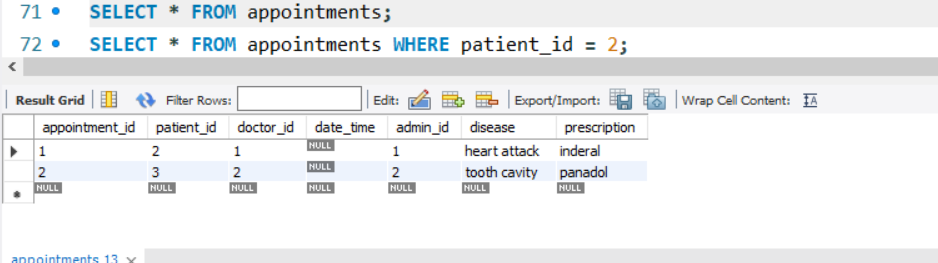 71 SELECT * FROM appointments;
72 SELECT * FROM appointments WHERE patient_id = 2;
Result Grid Filter Rows: Edit: Export/Import: Wrap Cell Content: IA
appointment_id patient_id doctor_id date_time admin_id disease prescription
1 2 1 NULL 1 heart attack inderal
2 3 2 NULL 2 tooth cavity panadol
NULL NULL NULL NULL NULL NULL NULL
appointments 13